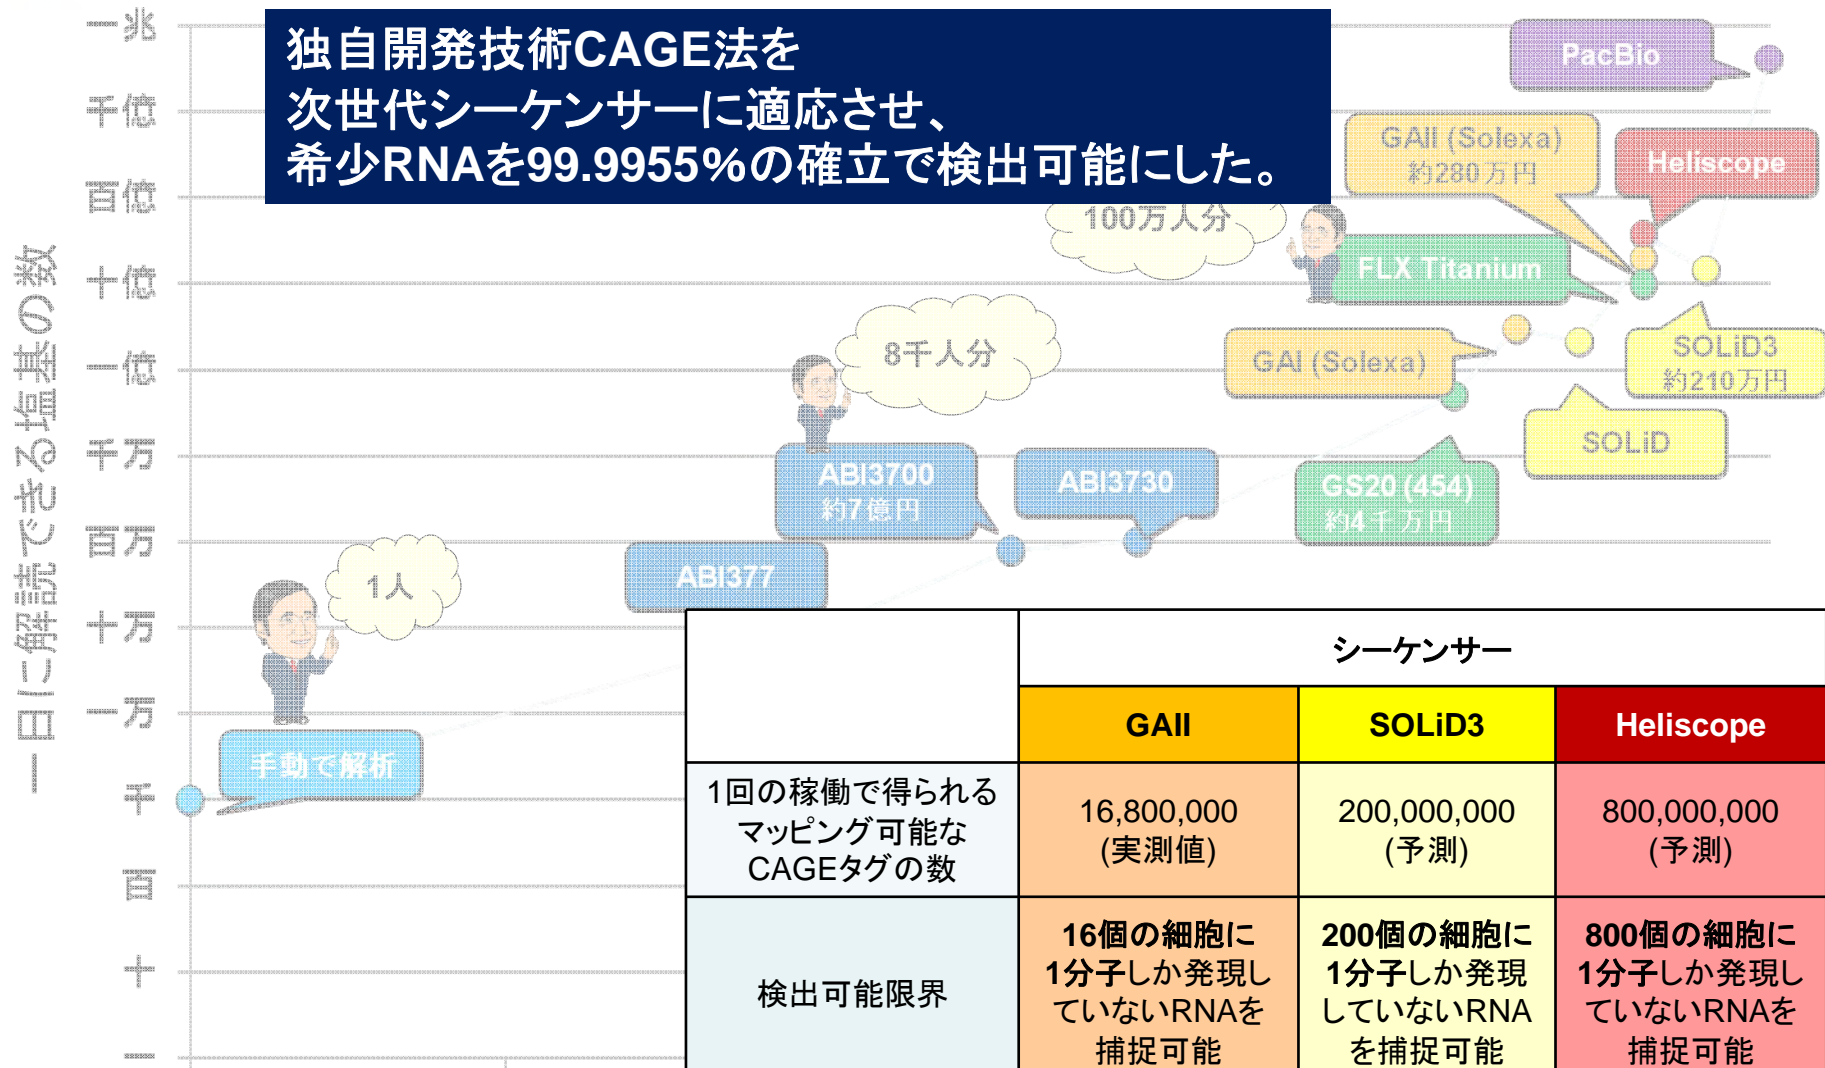 独自開発技術CAGE法を
次世代シーケンサーに適応させ、
希少RNAを99.9955%の確立で検出可能にした。
一日に解読できる塩基の数
一兆
千億
百億
十億
一億
千万
百万
十万
一万
千
百
十
一
PacBio
GAII (Solexa)
約280万円
Heliscope
100万人分
FLX Titanium
8千人分
GAI (Solexa)
SOLiD3
約210万円
SOLiD
ABI3700
約7億円
ABI3730
GS20 (454)
約4千万円
1人
ABI377
手動で解析
シーケンサー
GAII
SOLiD3
Heliscope
1回の稼働で得られる
マッピング可能な
CAGEタグの数
16,800,000
(実測値)
200,000,000
(予測)
800,000,000
(予測)
検出可能限界
16個の細胞に
1分子しか発現し
ていないRNAを
捕捉可能
200個の細胞に
1分子しか発現
していないRNA
を捕捉可能
800個の細胞に
1分子しか発現し
ていないRNAを
捕捉可能